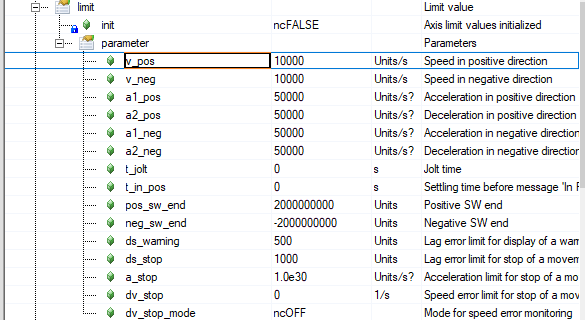 limit Limit value
init ncFALSE Axis limit values initialized
parameter Parameters
v_pos 10000 Units/s Speed in positive direction
v_neg 10000 Units/s Speed in negative direction
a1_pos 50000 Units/s? Acceleration in positive direction
a2_pos 50000 Units/s? Deceleration in positive direction
a1_neg 50000 Units/s? Acceleration in negative direction
a2_neg 50000 Units/s? Deceleration in negative direction
t_jolt 0 s Jolt time
t_in_pos 0 s Settling time before message 'In
pos_sw_end 2000000000 Units Positive SW end
neg_sw_end -2000000000 Units Negative SW end
ds_warning 500 Units Lag error limit for display of a war
ds_stop 1000 Units Lag error limit for stop of a movem
a_stop 1.0e30 Units/s? Acceleration limit for stop of a mo
dv_stop 0 1/s Speed error limit for stop of a move
dv_stop_mode ncOFF Mode for speed error monitoring